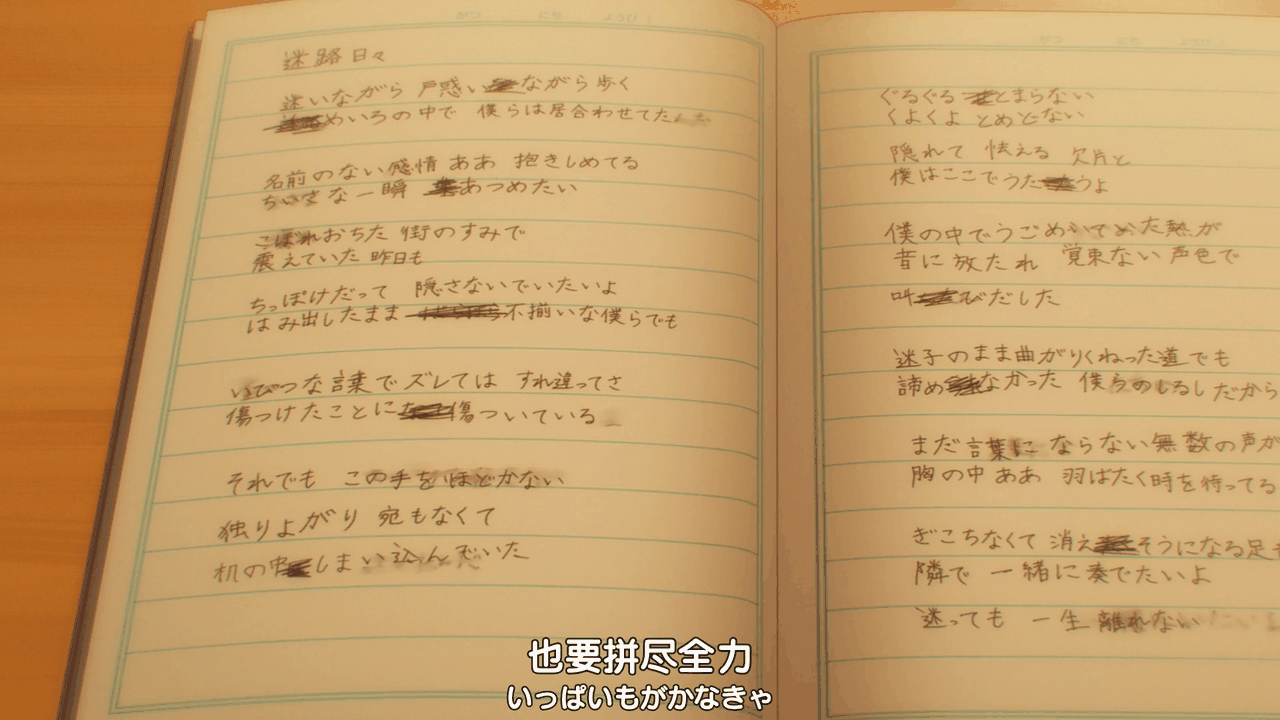 がつ にち ようび
迷路日々
迷いながら 戸惑いながら歩く
めいろの中で 僕らは居合わせてた
名前のない感情 ああ 抱きしめてる
ちいさな一瞬 あつめたい
こぼれおちた 街のすみで
震えていた 昨日も
ちっぽけだって 隠さないでいたいよ
はみ出したまま ばらばら不揃いな僕らでも
いびつな言葉で ズレては すれ違ってさ
傷つけたことに傷ついている
それでも この手をほどかない
独りよがり 宛もなくて
机の中しまい込んでいた
がつ にち ようび
ぐるぐる とまらない
くよくよ とめどない
隠れて 怯える 欠片と
僕はここでうたうよ
僕の中でうごめいてた熱が
音に放たれ 覚束ない声色で
叫びだした
迷子のまま曲がりくねった道でも
諦めなかった 僕らのしるしだから
まだ言葉に ならない無数の声が
胸の中 ああ 羽ばたく時を待ってる
ぎこちなくて 消えそうになる足
隣で 一緒に奏でたいよ
迷っても 一生 離れない
也要拼尽全力
いっぱいもがかなきゃ